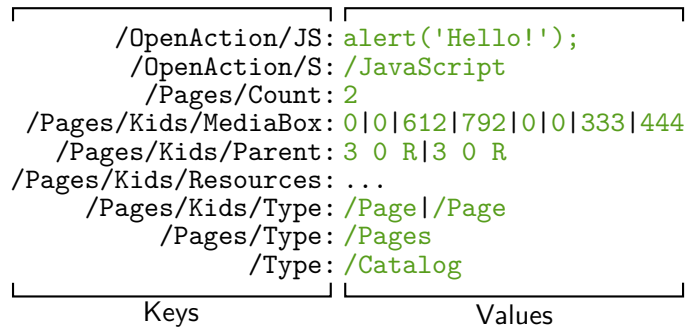 /OpenAction/JS: alert('Hello!');
/OpenAction/S: /JavaScript
/Pages/Count: 2
/Pages/Kids/MediaBox: 0|0|612|792|0|0|333|444
/Pages/Kids/Parent: 3 0 R|3 0 R
/Pages/Kids/Resources: ...
/Pages/Kids/Type: /Page|/Page
/Pages/Type: /Pages
/Type: /Catalog
Keys Values